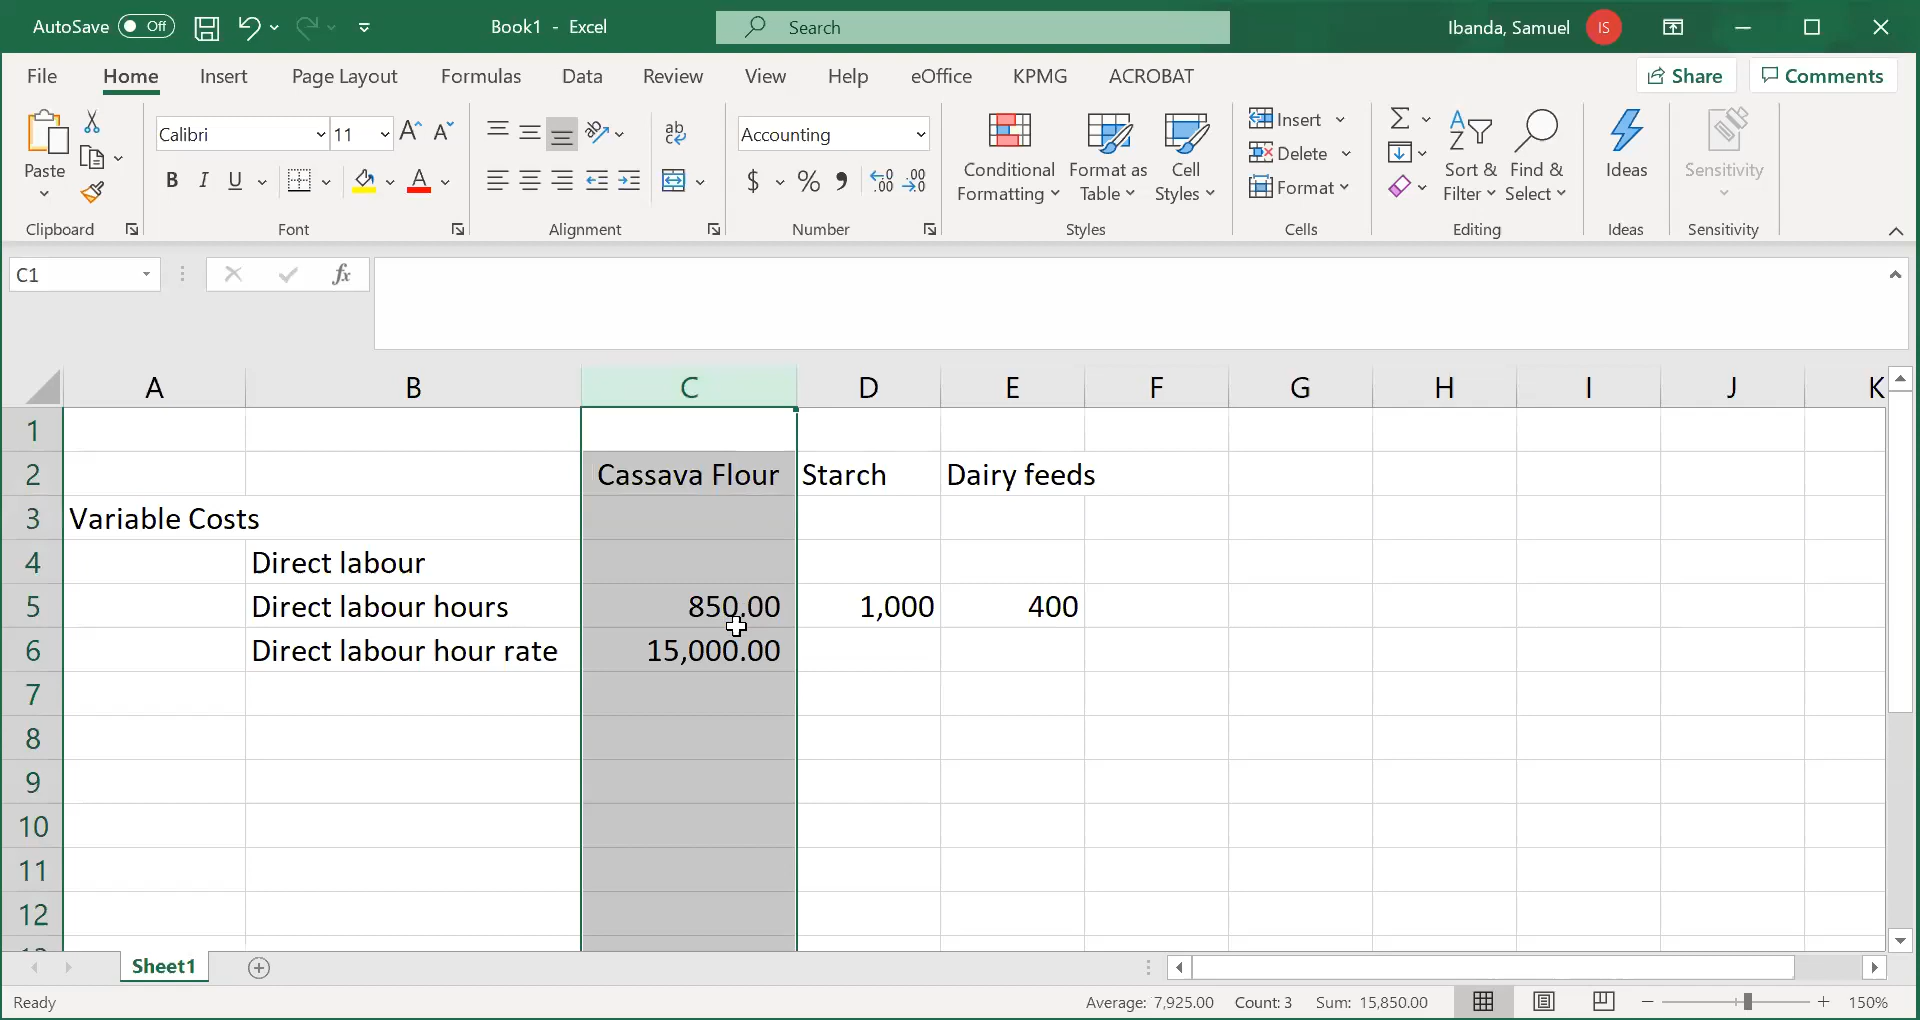 AutoSave Off Book1 - Excel Search Ibanda, Samuel IS
File Home Insert Page Layout Formulas Data Review View Help eOffice KPMG ACROBAT Share Comments
Paste
Calibri 11 A^ A˅
B I U A
ab
Accounting
$ % , .00 .00
Conditional Formatting
Format as Table
Cell Styles
Insert
Delete
Format
Sort & Filter
Find & Select
Ideas
Sensitivity
Clipboard Font Alignment Number Styles Cells Editing Ideas Sensitivity
C1 fx
A B C D E F G H I J K
1
2 Cassava Flour Starch Dairy feeds
3 Variable Costs
4 Direct labour
5 Direct labour hours 850.00 1,000 400
6 Direct labour hour rate 15,000.00
7
8
9
10
11
12
Sheet1
Ready Average: 7,925.00 Count: 3 Sum: 15,850.00 150%